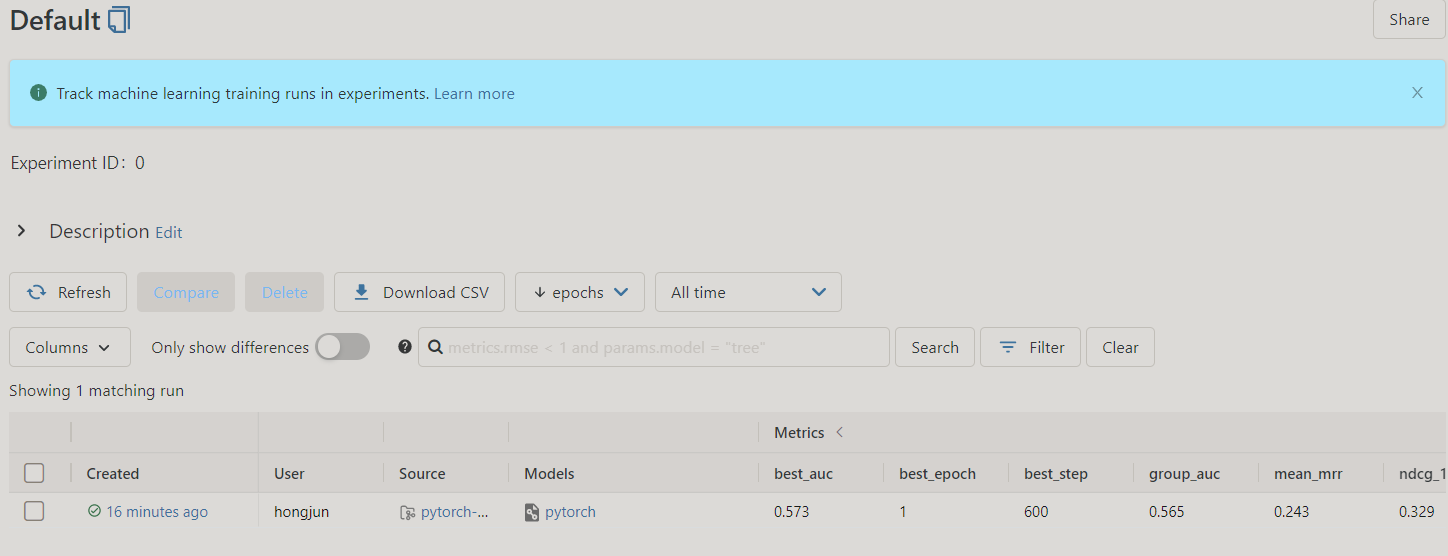 Default
Share
Track machine learning training runs in experiments. Learn more
Experiment ID: 0
Description Edit
Refresh Compare Delete Download CSV epochs All time
Columns Only show differences metrics.rmse < 1 and params.model = "tree" Search Filter Clear
Showing 1 matching run
Metrics
Created User Source Models best_auc best_epoch best_step group_auc mean_mrr ndcg_1
16 minutes ago hongjun pytorch-... pytorch 0.573 1 600 0.565 0.243 0.329